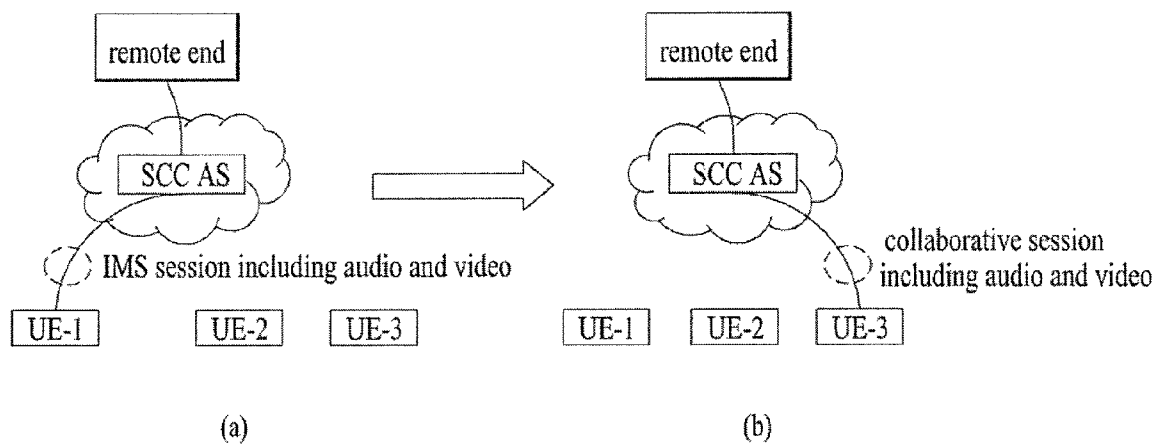 remote end
SCC AS
IMS session including audio and video
UE-1
UE-2
UE-3
(a)
remote end
SCC AS
collaborative session
including audio and video
UE-1
UE-2
UE-3
(b)